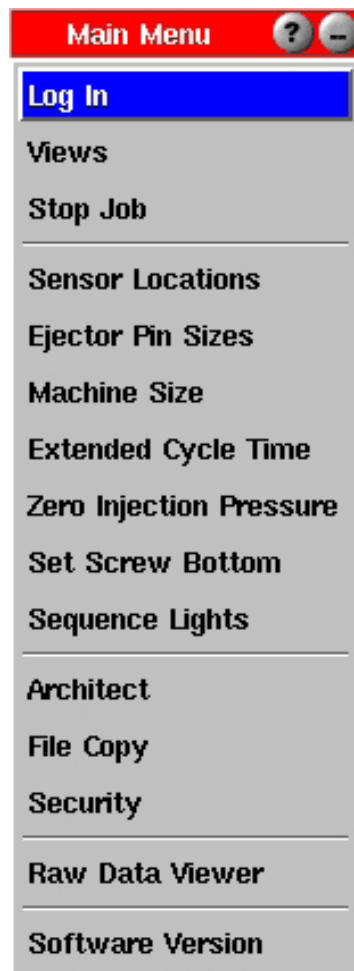 Main Menu ? –
Log In
Views
Stop Job
Sensor Locations
Ejector Pin Sizes
Machine Size
Extended Cycle Time
Zero Injection Pressure
Set Screw Bottom
Sequence Lights
Architect
File Copy
Security
Raw Data Viewer
Software Version